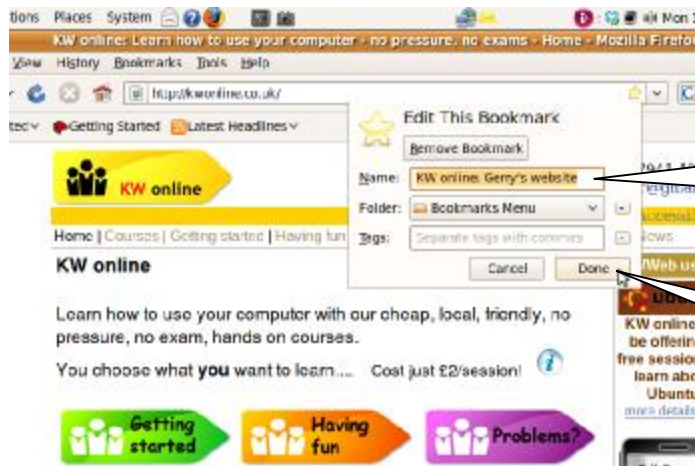 tions Places System Mon
KW online: Learn how to use your computer - no pressure, no exams - Home - Mozilla Firefo
View History Bookmarks Tools Help
http://kwonline.co.uk/
Getting Started Latest Headlines
Edit This Bookmark
Remove Bookmark
Name: KW online: Gerry's website
Folder: Bookmarks Menu
Tags: Separate tags with commas
Cancel Done
KW online
Home | Courses | Getting started | Having fun
News
/Web us
KW online
Learn how to use your computer with our cheap, local, friendly, no
pressure, no exam, hands on courses.
You choose what you want to learn.... Cost just £2/session!
KW online
be offerin
free session
learn abo
Ubuntu
more details
Getting
started
Having
fun
Problems?